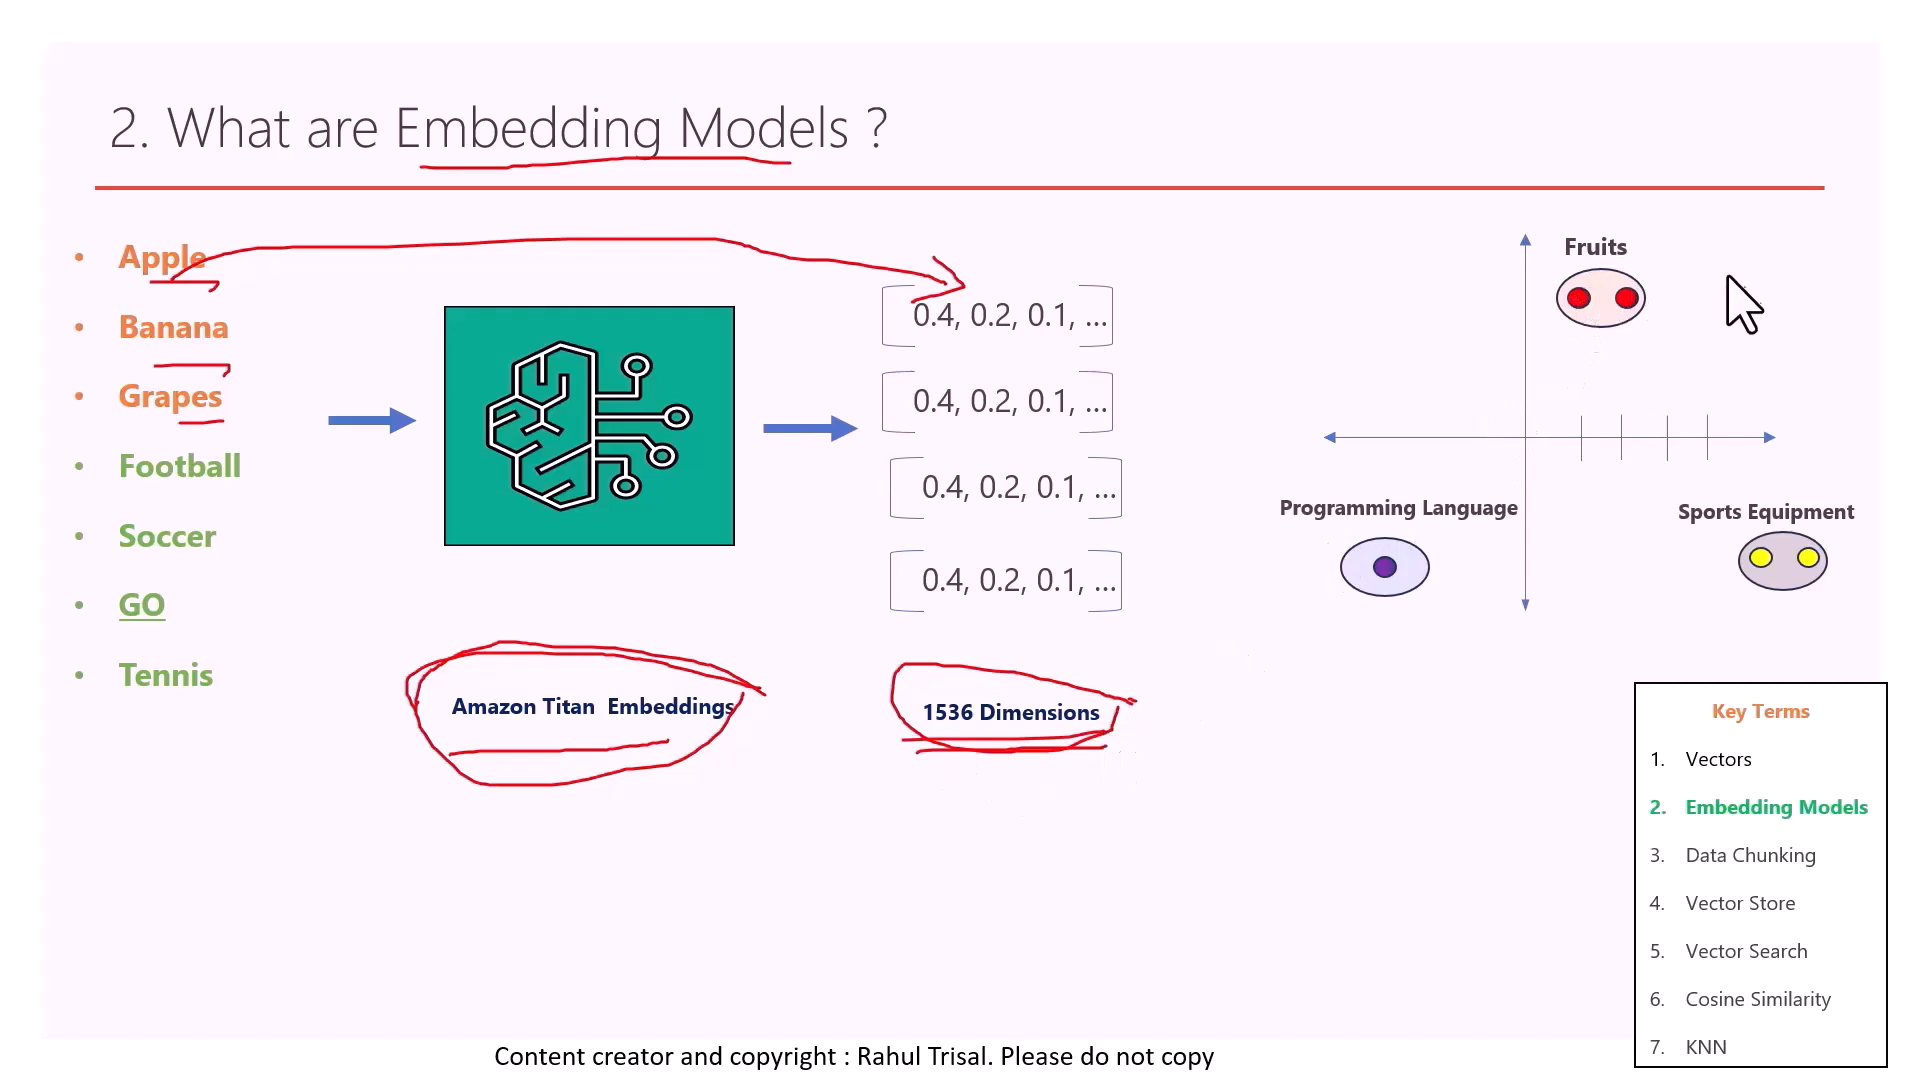 2. What are Embedding Models ?
• Apple
• Banana
• Grapes
• Football
• Soccer
• GO
• Tennis
Amazon Titan Embeddings
0.4, 0.2, 0.1, ...
0.4, 0.2, 0.1, ...
0.4, 0.2, 0.1, ...
0.4, 0.2, 0.1, ...
1536 Dimensions
Fruits
Programming Language
Sports Equipment
Key Terms
1. Vectors
2. Embedding Models
3. Data Chunking
4. Vector Store
5. Vector Search
6. Cosine Similarity
7. KNN
Content creator and copyright : Rahul Trisal. Please do not copy